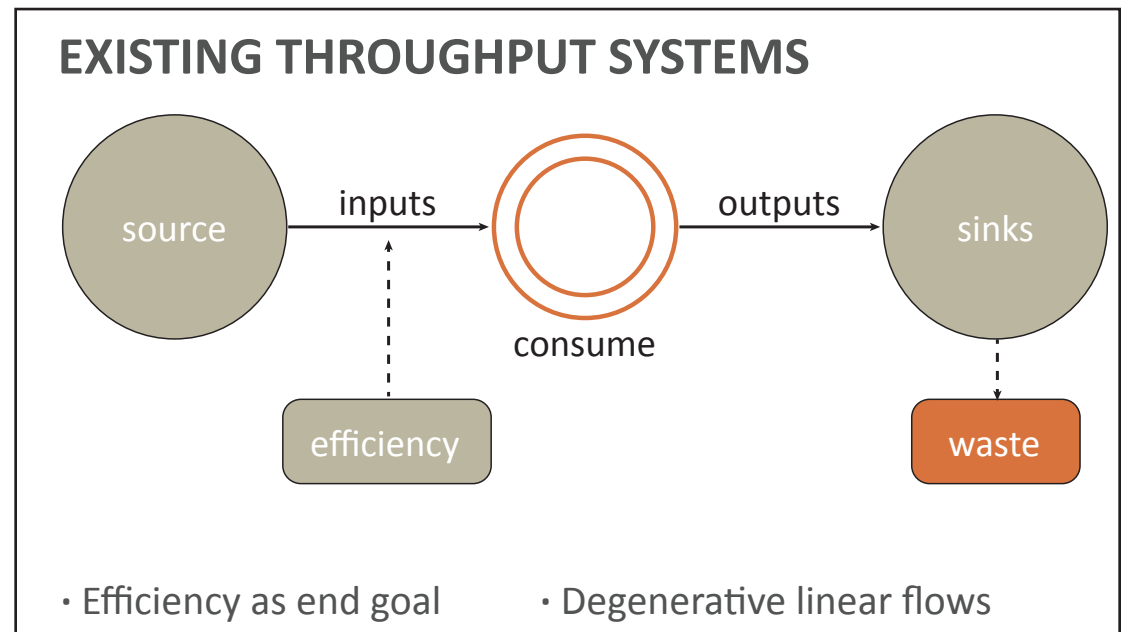 EXISTING THROUGHPUT SYSTEMS
source
inputs
outputs
sinks
consume
efficiency
waste
· Efficiency as end goal
· Degenerative linear flows